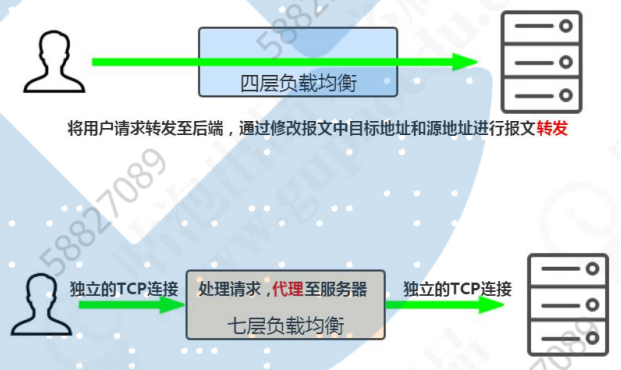 四层负载均衡
将用户请求转发至后端，通过修改报文中目标地址和源地址进行报文转发
独立的TCP连接
处理请求，代理至服务器
独立的TCP连接
七层负载均衡
58827089